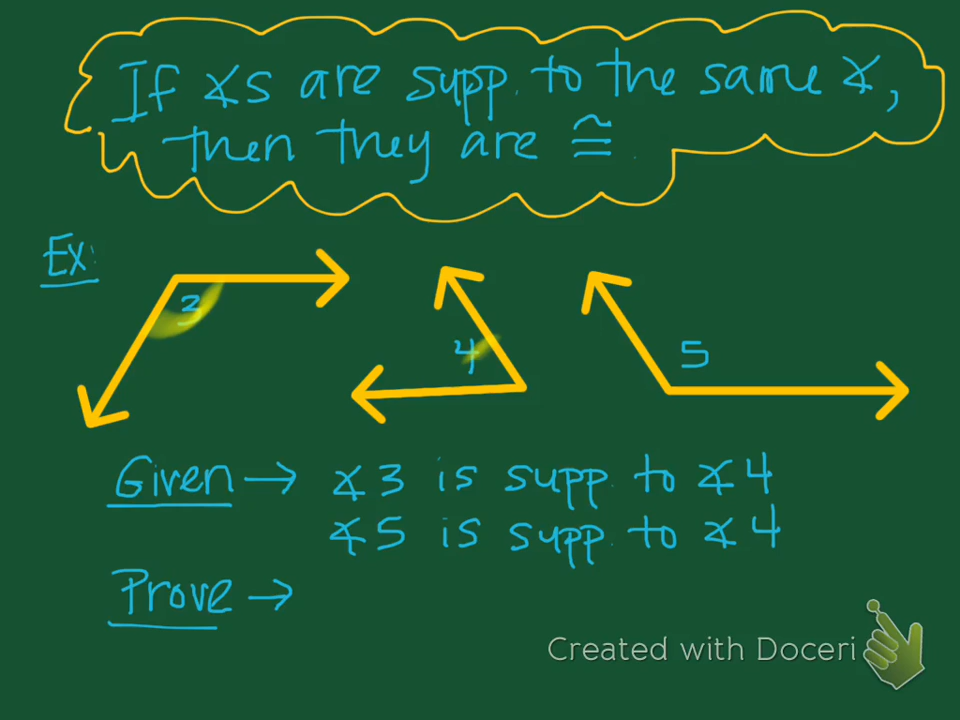 If ∡s are supp. to the same ∡,
then they are ≅
Ex:
3
4
5
Given → ∡3 is supp. to ∡4
∡5 is supp. to ∡4
Prove →
Created with Doceri